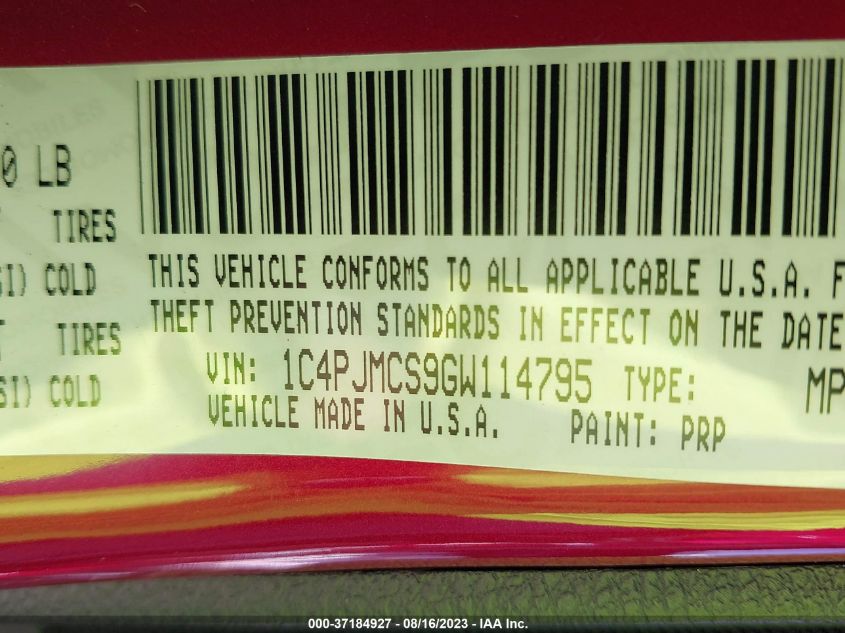 0 LB
TIRES
SI) COLD
TIRES
SI) COLD
THIS VEHICLE CONFORMS TO ALL APPLICABLE U.S.A. F
THEFT PREVENTION STANDARDS IN EFFECT ON THE DATE
VIN: 1C4PJMCS9GW114795 TYPE: MP
VEHICLE MADE IN U.S.A. PAINT: PRP
000-37184927 - 08/16/2023 - IAA Inc.